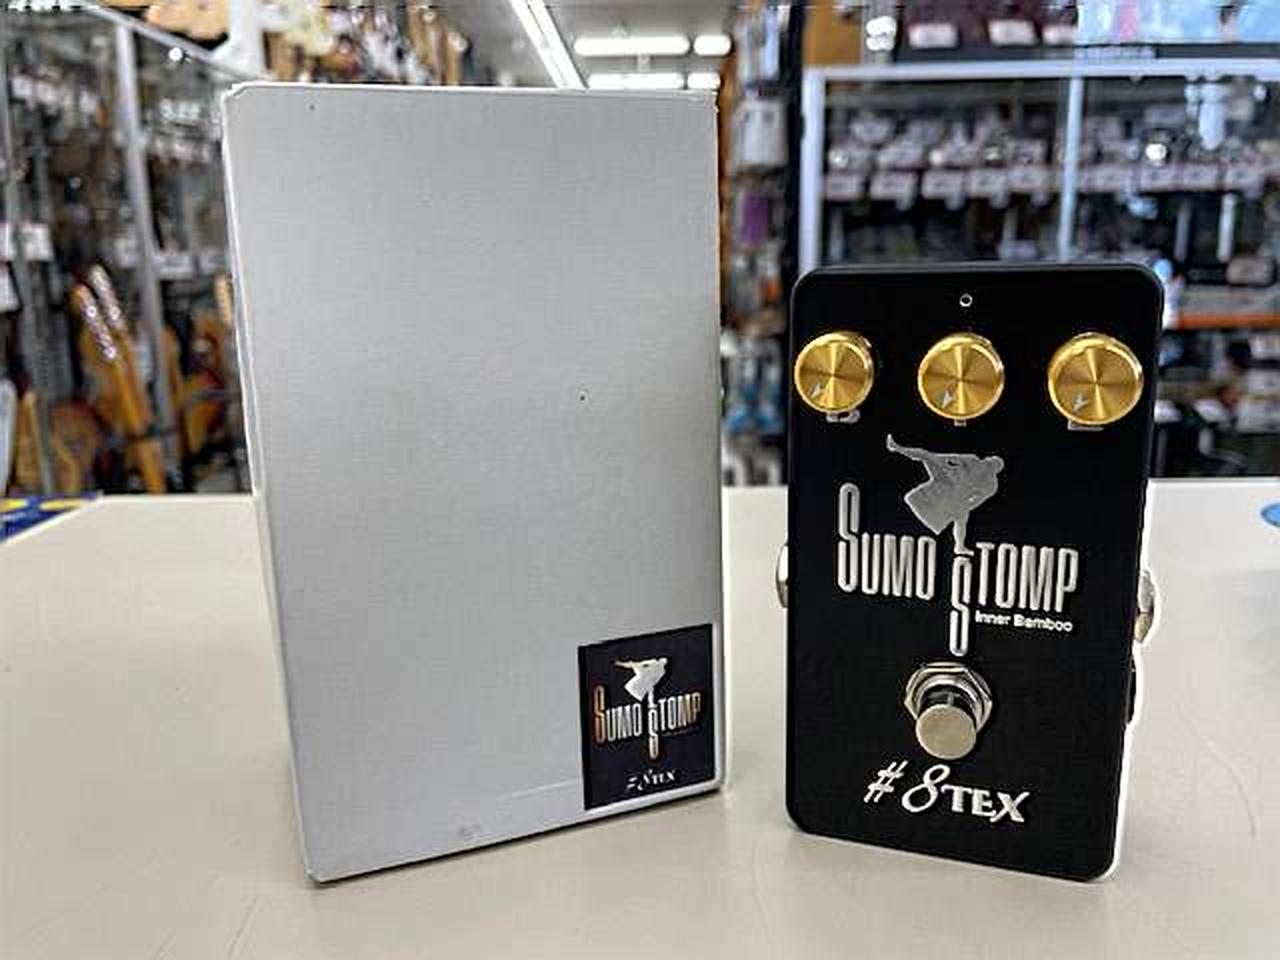 SUMO STOMP
#8TEX
SUMO STOMP
Inner Bamboo
#8TEX